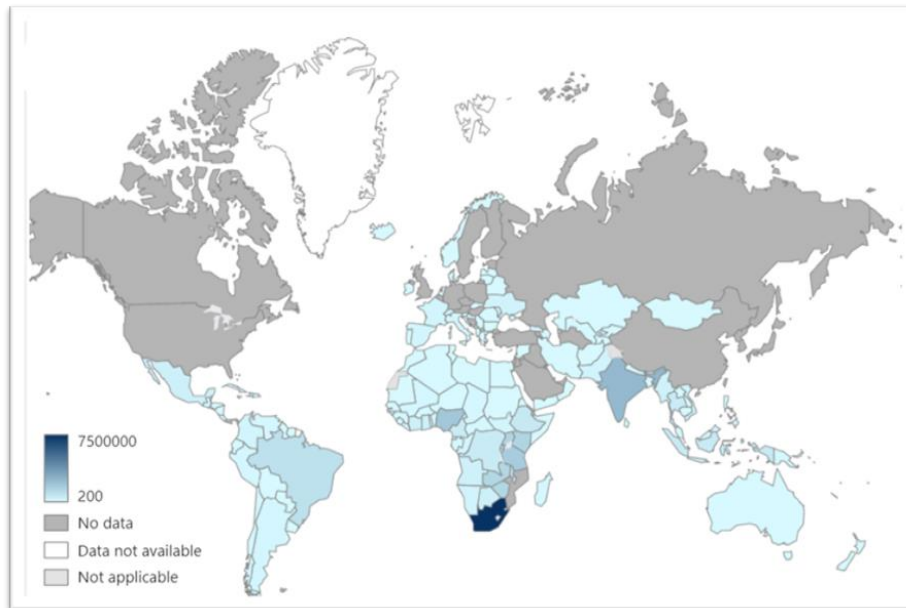 7500000
200
No data
Data not available
Not applicable